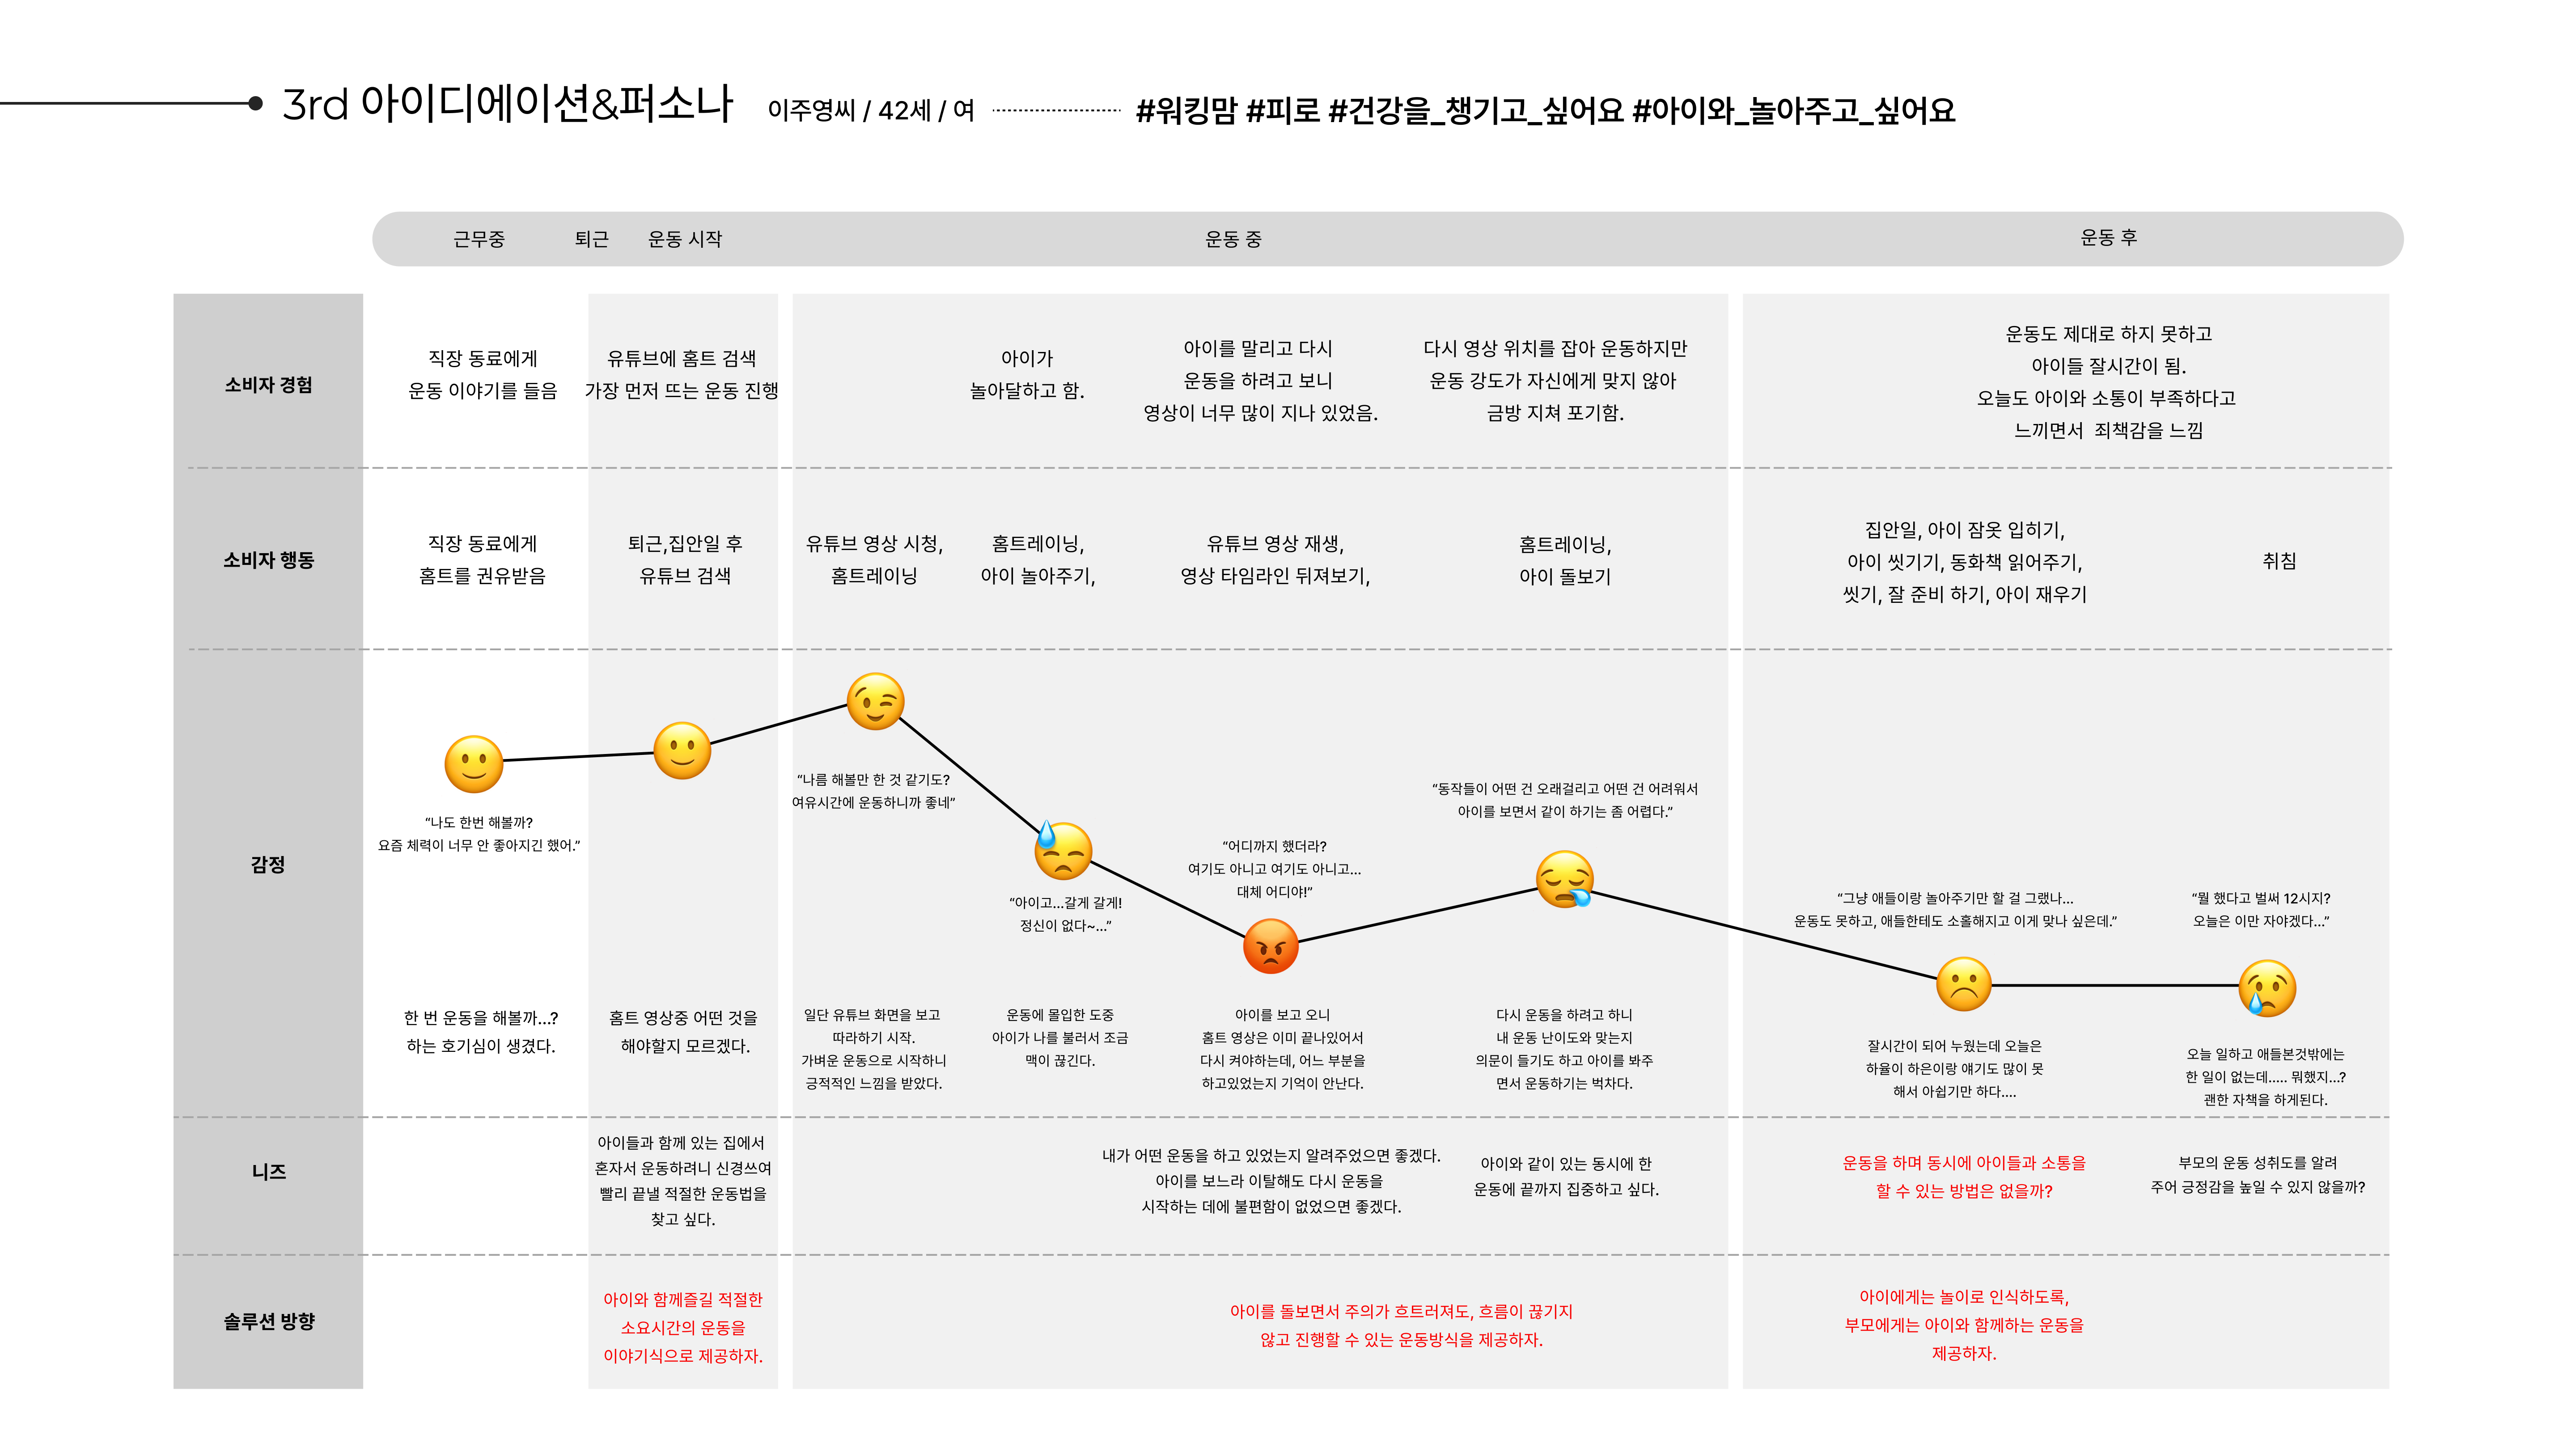 3rd 아이디에이션&퍼소나
이주영씨 / 42세 / 여
#워킹맘 #피로 #건강을_챙기고_싶어요 #아이와_놀아주고_싶어요
근무중
퇴근
운동 시작
운동 중
운동 후
소비자 경험
직장 동료에게
운동 이야기를 들음
유튜브에 홈트 검색
가장 먼저 뜨는 운동 진행
아이가
놀아달하고 함.
아이를 말리고 다시
운동을 하려고 보니
영상이 너무 많이 지나 있었음.
다시 영상 위치를 잡아 운동하지만
운동 강도가 자신에게 맞지 않아
금방 지쳐 포기함.
운동도 제대로 하지 못하고
아이들 잘시간이 됨.
오늘도 아이와 소통이 부족하다고
느끼면서 죄책감을 느낌
소비자 행동
직장 동료에게
홈트를 권유받음
퇴근,집안일 후
유튜브 검색
유튜브 영상 시청,
홈트레이닝
홈트레이닝,
아이 놀아주기,
유튜브 영상 재생,
영상 타임라인 뒤져보기,
홈트레이닝,
아이 돌보기
집안일, 아이 잠옷 입히기,
아이 씻기기, 동화책 읽어주기,
씻기, 잘 준비 하기, 아이 재우기
취침
감정
“나도 한번 해볼까?
요즘 체력이 너무 안 좋아지긴 했어.”
“나름 해볼만 한 것 같기도?
여유시간에 운동하니까 좋네”
“아이고...갈게 갈게!
정신이 없다~...”
“어디까지 했더라?
여기도 아니고 여기도 아니고...
대체 어디야!”
“동작들이 어떤 건 오래걸리고 어떤 건 어려워서
아이를 보면서 같이 하기는 좀 어렵다.”
“그냥 애들이랑 놀아주기만 할 걸 그랬나...
운동도 못하고, 애들한테도 소홀해지고 이게 맞나 싶은데.”
“뭘 했다고 벌써 12시지?
오늘은 이만 자야겠다...”
한 번 운동을 해볼까...?
하는 호기심이 생겼다.
홈트 영상중 어떤 것을
해야할지 모르겠다.
일단 유튜브 화면을 보고
따라하기 시작.
가벼운 운동으로 시작하니
긍적적인 느낌을 받았다.
운동에 몰입한 도중
아이가 나를 불러서 조금
맥이 끊긴다.
아이를 보고 오니
홈트 영상은 이미 끝나있어서
다시 켜야하는데, 어느 부분을
하고있었는지 기억이 안난다.
다시 운동을 하려고 하니
내 운동 난이도와 맞는지
의문이 들기도 하고 아이를 봐주
면서 운동하기는 벅차다.
잘시간이 되어 누웠는데 오늘은
하율이 하은이랑 얘기도 많이 못
해서 아쉽기만 하다....
오늘 일하고 애들본것밖에는
한 일이 없는데..... 뭐했지...?
괜한 자책을 하게된다.
니즈
아이들과 함께 있는 집에서
혼자서 운동하려니 신경쓰여
빨리 끝낼 적절한 운동법을
찾고 싶다.
내가 어떤 운동을 하고 있었는지 알려주었으면 좋겠다.
아이를 보느라 이탈해도 다시 운동을
시작하는 데에 불편함이 없었으면 좋겠다.
아이와 같이 있는 동시에 한
운동에 끝까지 집중하고 싶다.
운동을 하며 동시에 아이들과 소통을
할 수 있는 방법은 없을까?
부모의 운동 성취도를 알려
주어 긍정감을 높일 수 있지 않을까?
솔루션 방향
아이와 함께즐길 적절한
소요시간의 운동을
이야기식으로 제공하자.
아이를 돌보면서 주의가 흐트러져도, 흐름이 끊기지
않고 진행할 수 있는 운동방식을 제공하자.
아이에게는 놀이로 인식하도록,
부모에게는 아이와 함께하는 운동을
제공하자.